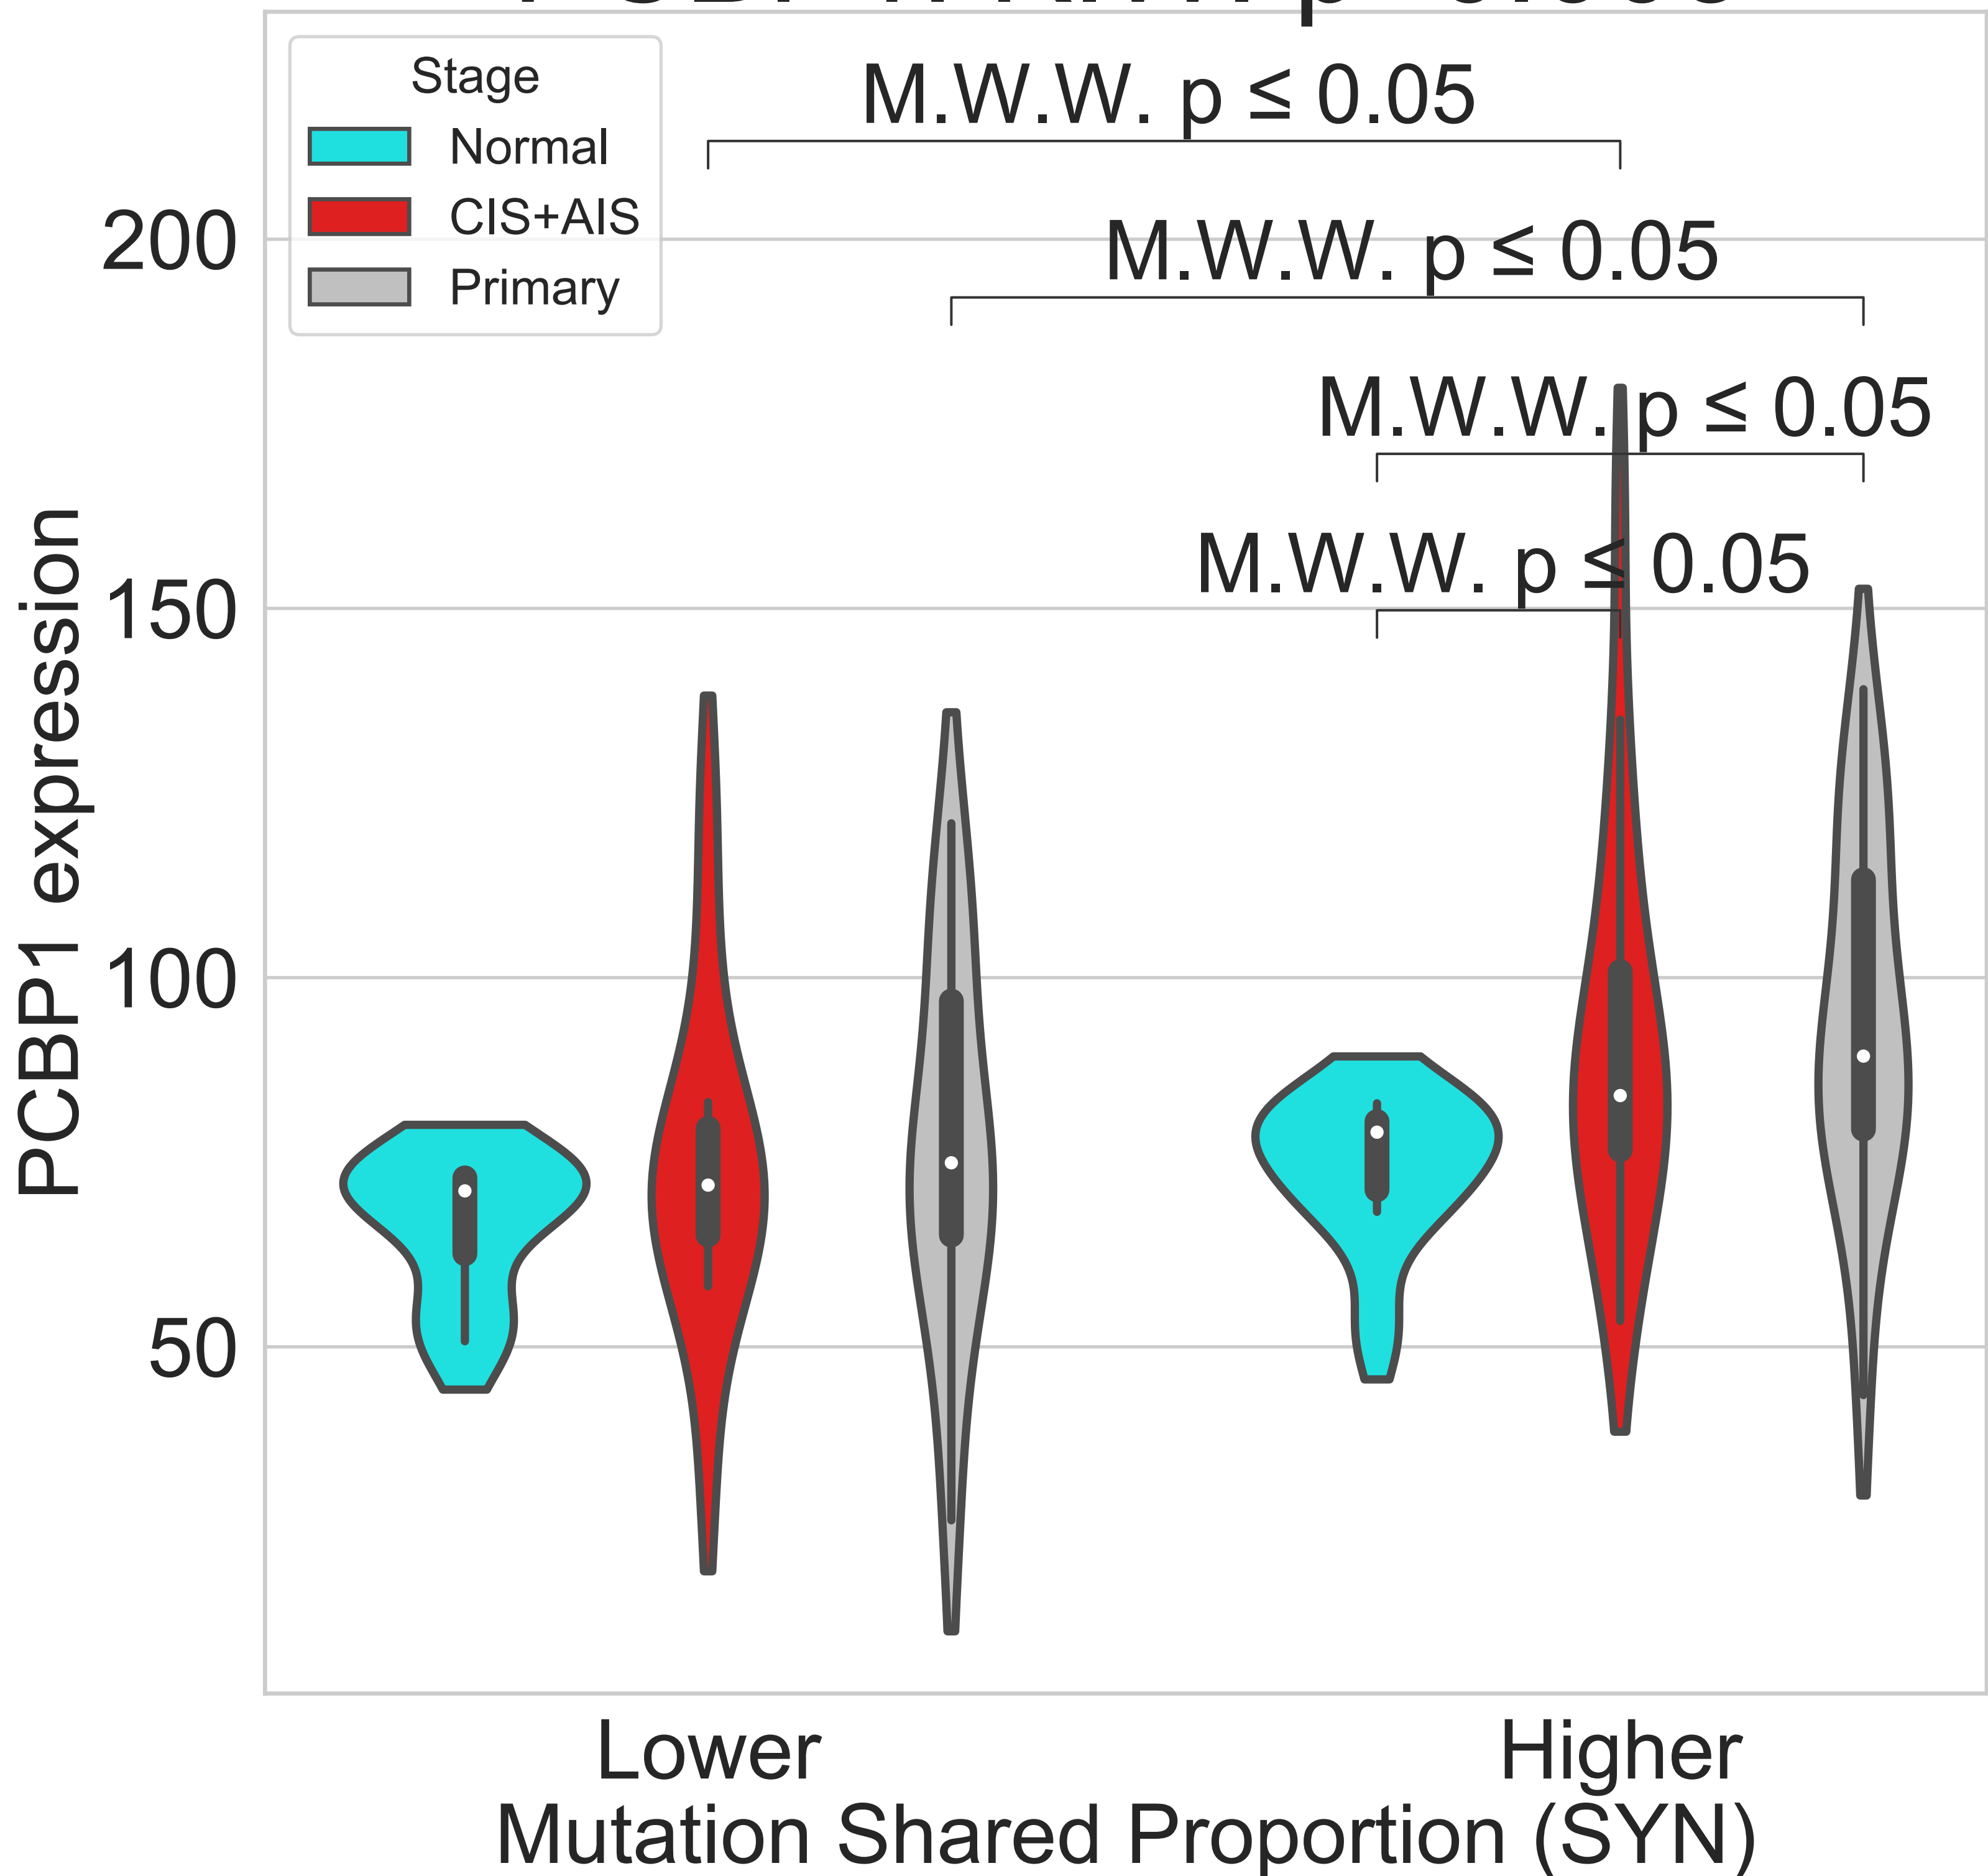 Stage
Normal
CIS+AIS
Primary
M.W.W. p ≤ 0.05
M.W.W. p ≤ 0.05
M.W.W. p ≤ 0.05
M.W.W. p ≤ 0.05
200
150
100
50
PCBP1 expression
Lower
Higher
Mutation Shared Proportion (SYN)